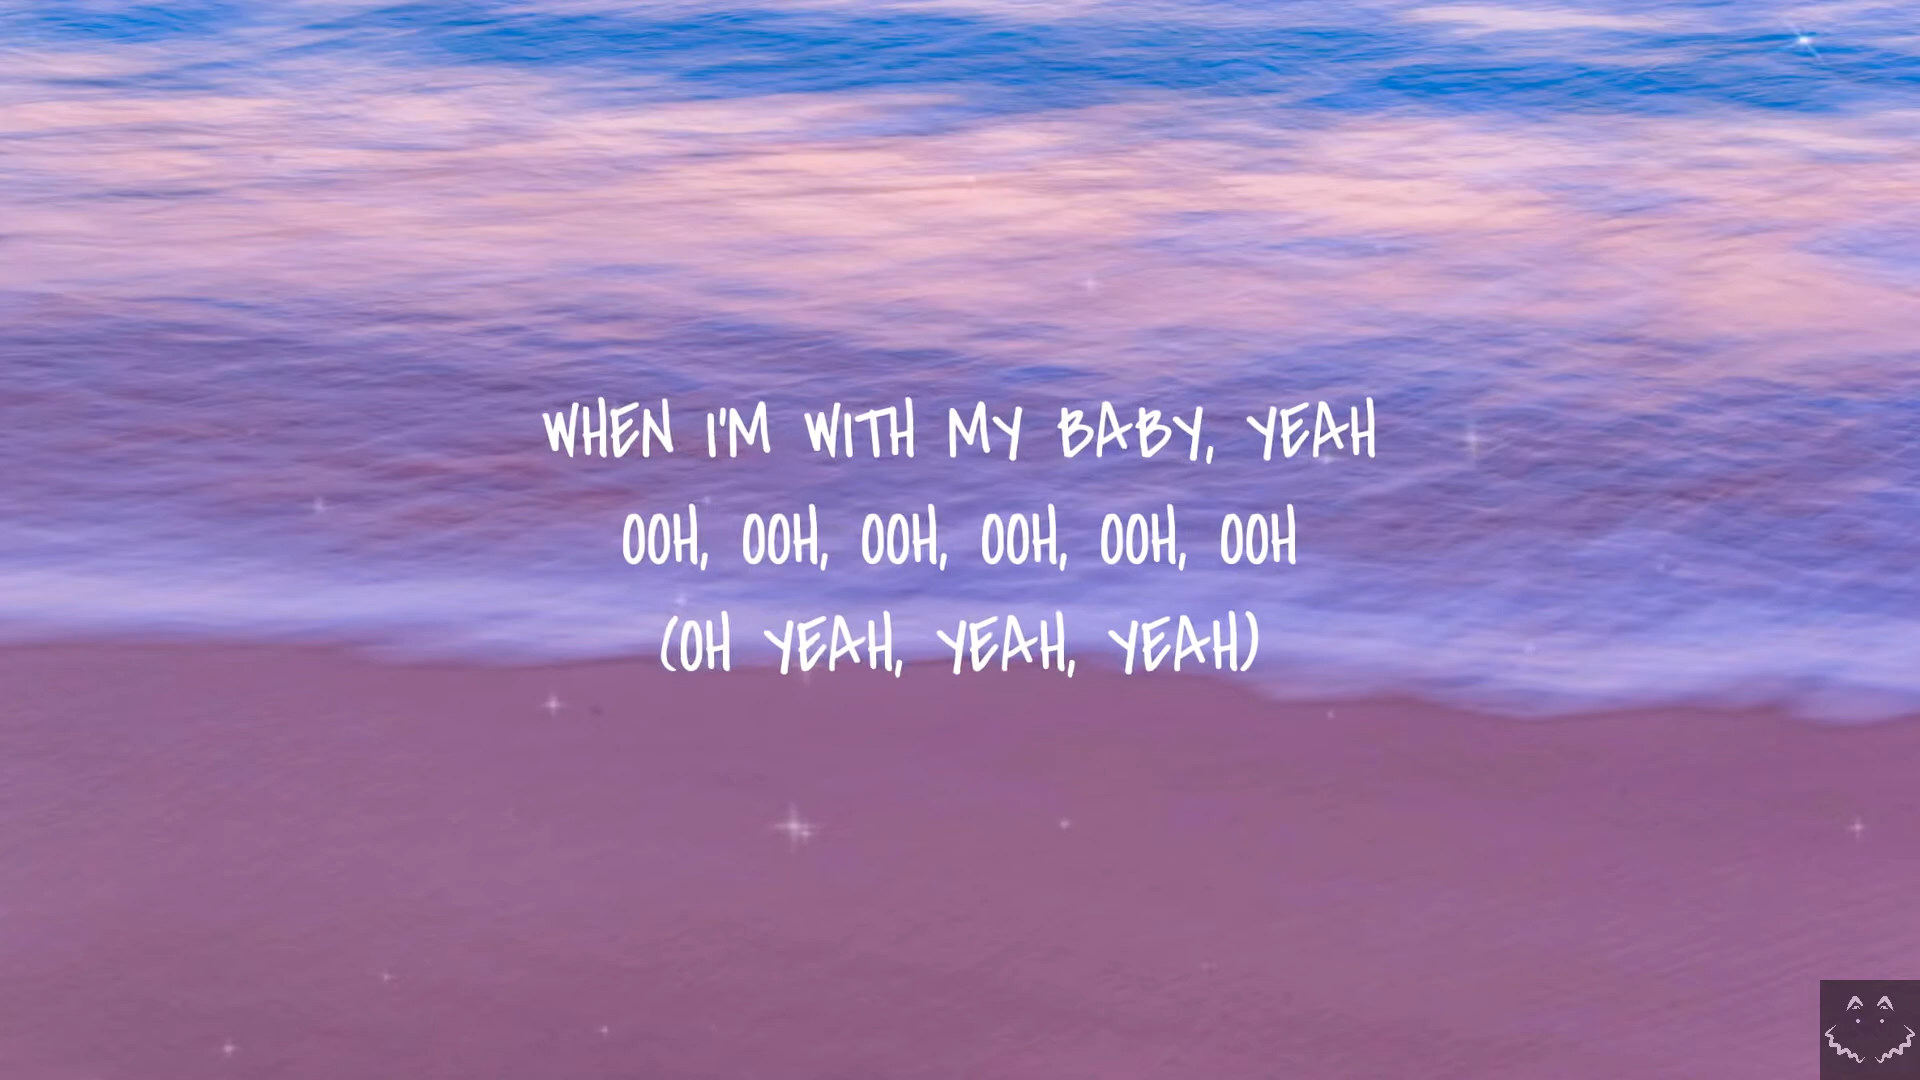 WHEN I'M WITH MY BABY, YEAH
OOH, OOH, OOH, OOH, OOH, OOH
(OH YEAH, YEAH, YEAH)